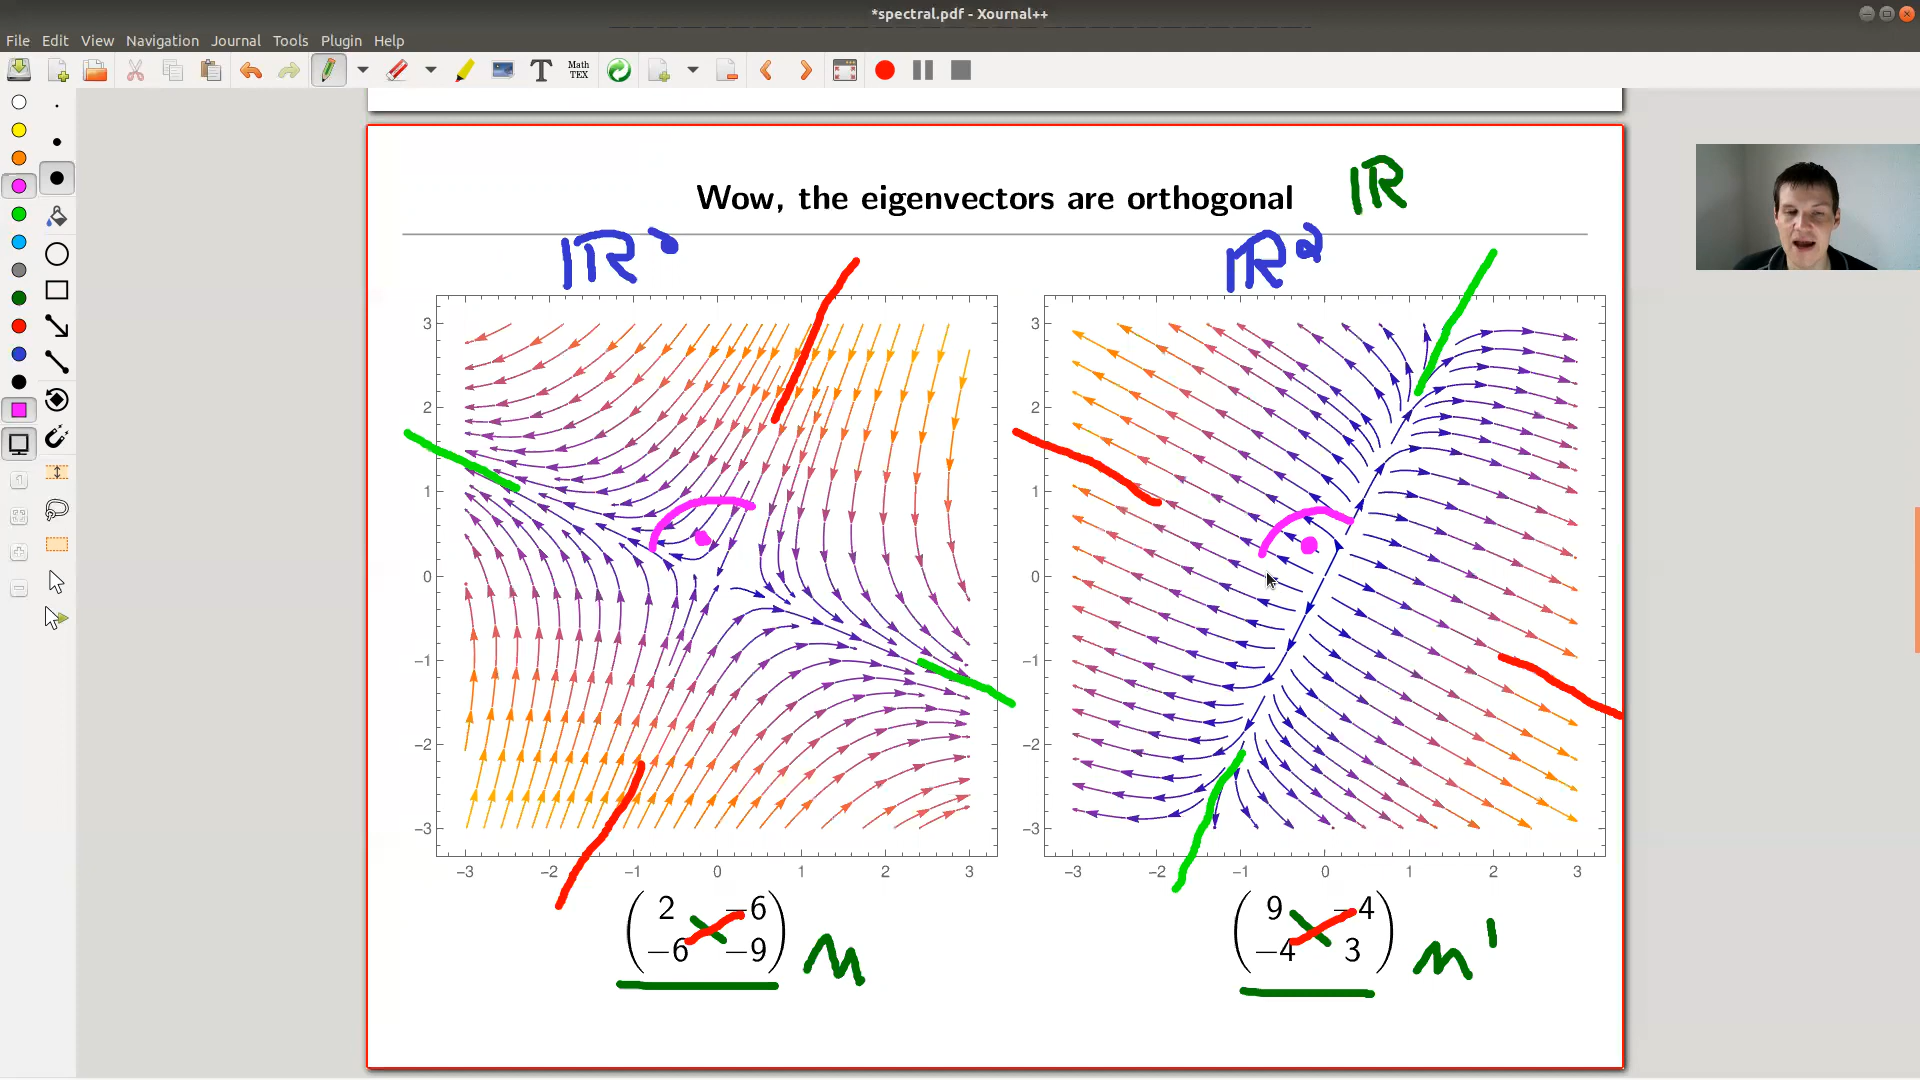 *spectral.pdf - Xournal++
File Edit View Navigation Journal Tools Plugin Help
T Math TEX
Wow, the eigenvectors are orthogonal ℝ
ℝ² ℝ²
3 3
2 2
1 1
0 0
−1 −1
−2 −2
−3 −3
−3 −2 −1 0 1 2 3 −3 −2 −1 0 1 2 3
2 −6 9 −4
−6 −9 M −4 3 M'